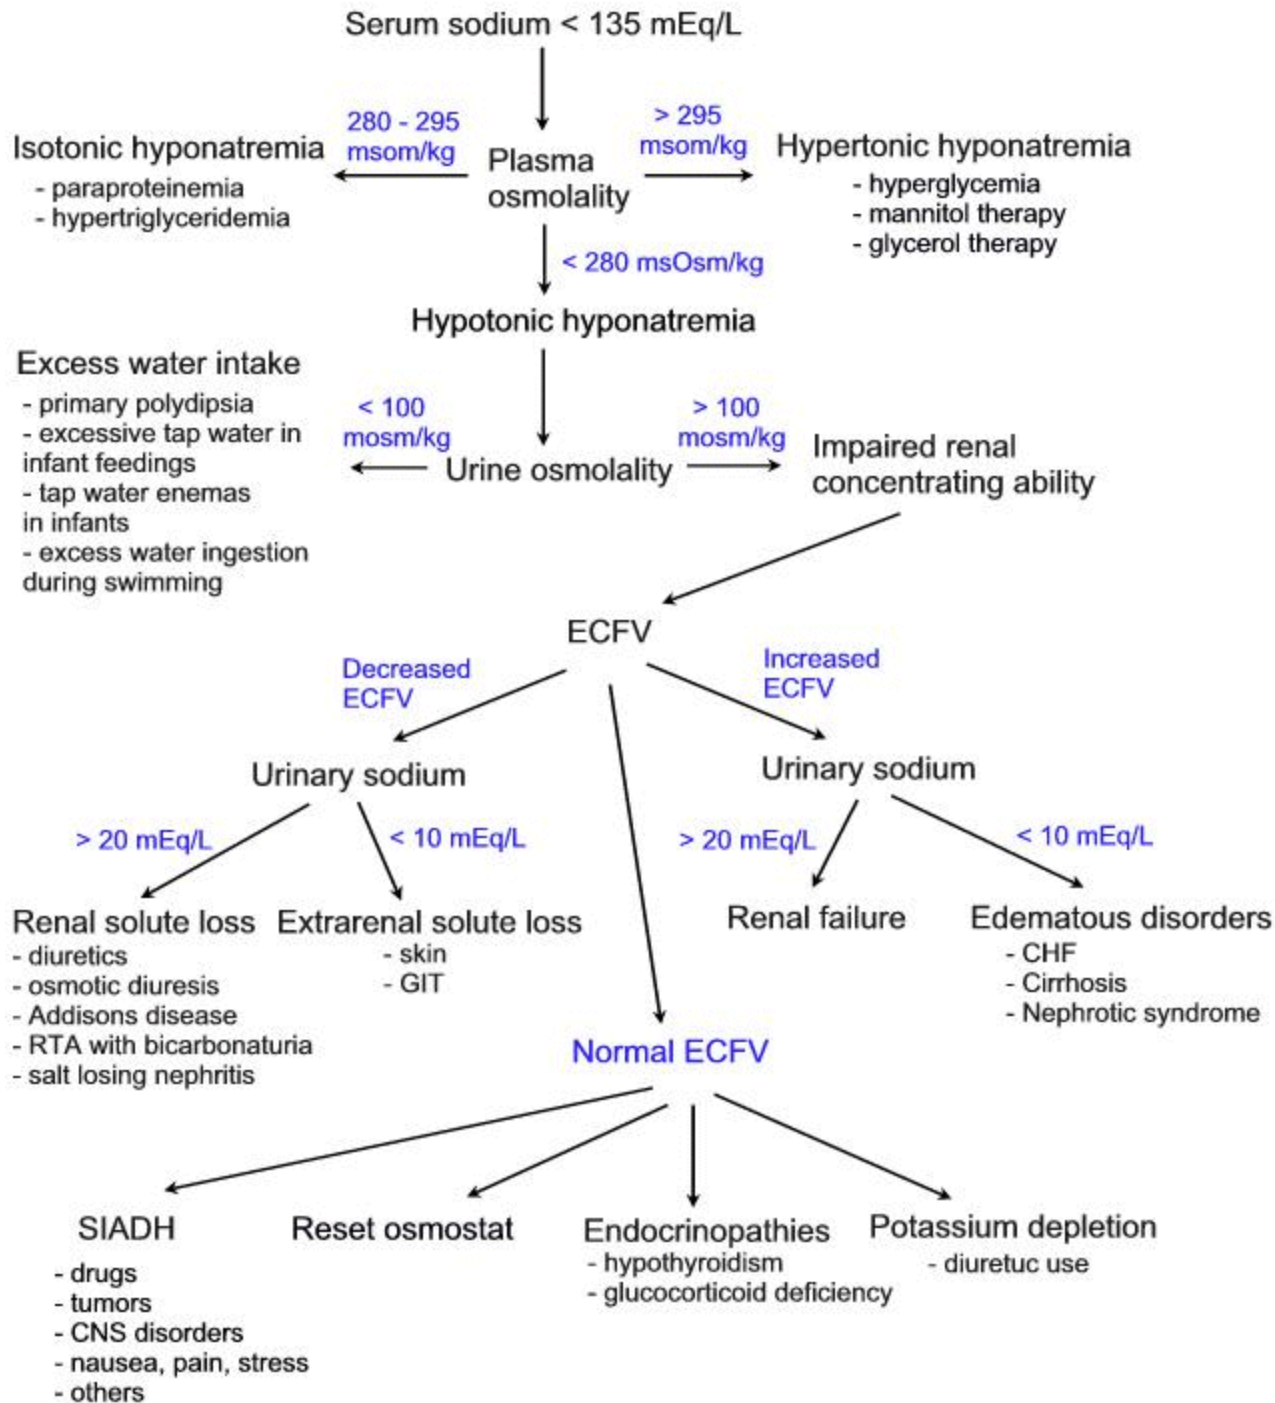 Serum sodium < 135 mEq/L
280 - 295
msom/kg
> 295
msom/kg
Isotonic hyponatremia
- paraproteinemia
- hypertriglyceridemia
Plasma
osmolality
Hypertonic hyponatremia
- hyperglycemia
- mannitol therapy
- glycerol therapy
< 280 msOsm/kg
Hypotonic hyponatremia
Excess water intake
- primary polydipsia
- excessive tap water in
infant feedings
- tap water enemas
in infants
- excess water ingestion
during swimming
< 100
mosm/kg
Urine osmolality
> 100
mosm/kg
Impaired renal
concentrating ability
ECFV
Decreased
ECFV
Increased
ECFV
Urinary sodium
Urinary sodium
> 20 mEq/L
< 10 mEq/L
> 20 mEq/L
< 10 mEq/L
Renal solute loss
- diuretics
- osmotic diuresis
- Addisons disease
- RTA with bicarbonaturia
- salt losing nephritis
Extrarenal solute loss
- skin
- GIT
Renal failure
Edematous disorders
- CHF
- Cirrhosis
- Nephrotic syndrome
Normal ECFV
SIADH
- drugs
- tumors
- CNS disorders
- nausea, pain, stress
- others
Reset osmostat
Endocrinopathies
- hypothyroidism
- glucocorticoid deficiency
Potassium depletion
- diuretuc use